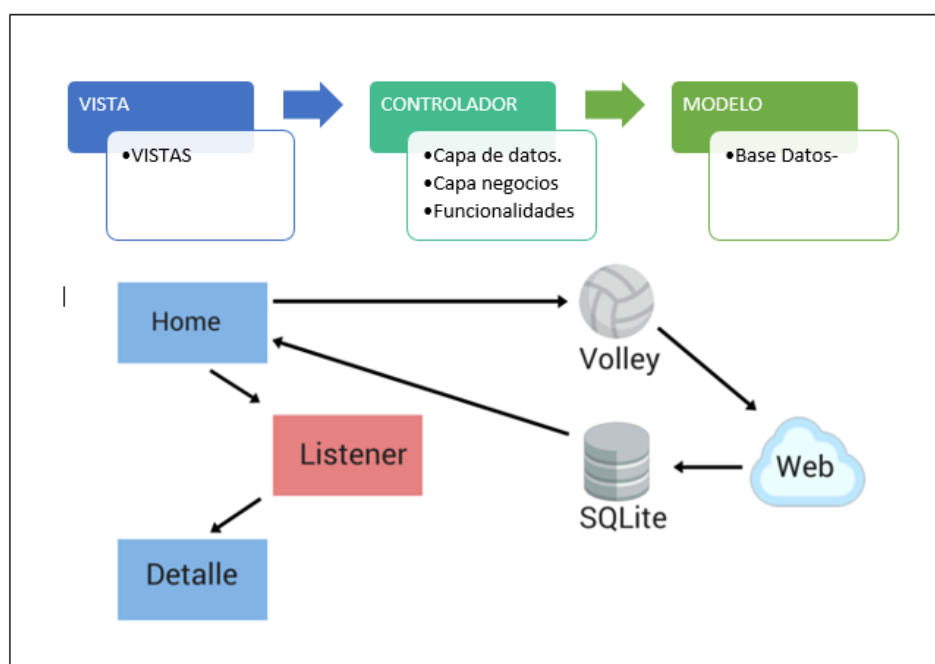 VISTA
•VISTAS
CONTROLADOR
•Capa de datos.
•Capa negocios
•Funcionalidades
MODELO
•Base Datos-
Home
Volley
Listener
Web
SQLite
Detalle